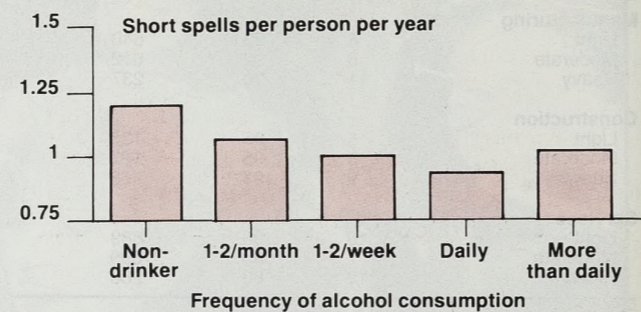 Short spells per person per year
1.5
1.25
1
0.75
Non-
drinker
1-2/month
1-2/week
Daily
More
than daily
Frequency of alcohol consumption